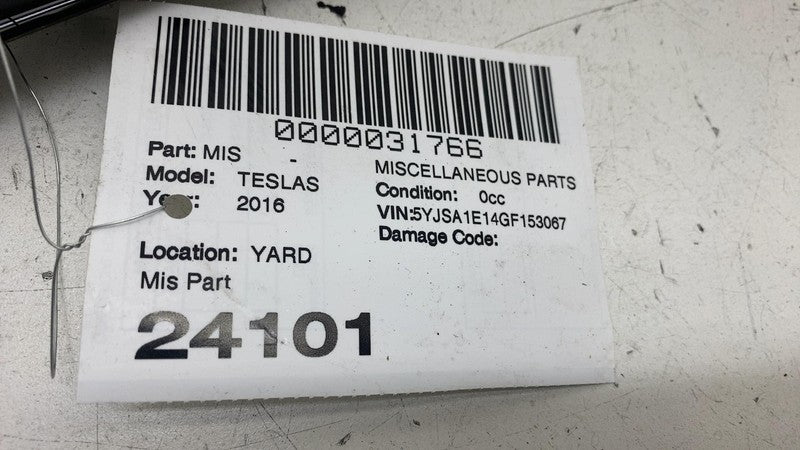 0000031766
Part: MIS - MISCELLANEOUS PARTS
Model: TESLAS Condition: 0cc
Year: 2016 VIN:5YJSA1E14GF153067
Damage Code:
Location: YARD
Mis Part
24101